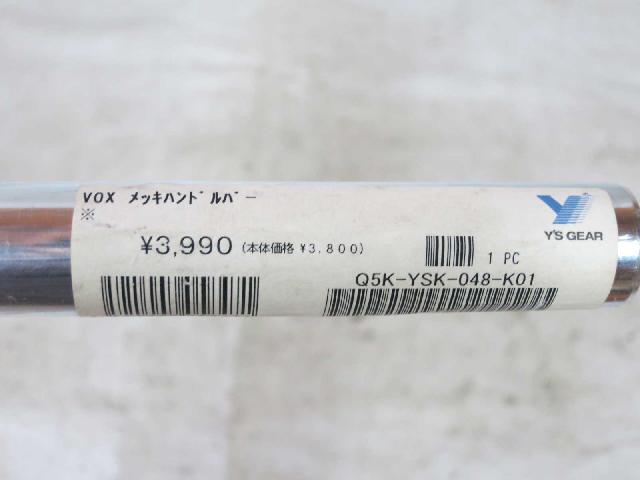 VOX ﾒｯｷﾊﾝﾄﾞﾙﾊﾞｰ
※
¥3,990 (本体価格 ¥3,800)
1 PC
Q5K-YSK-048-K01
Y'S GEAR